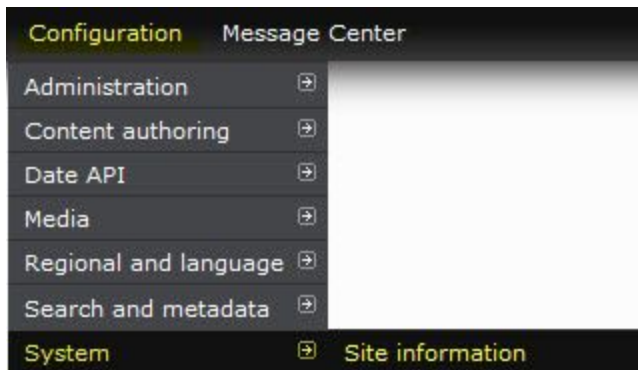 Configuration Message Center
Administration
Content authoring
Date API
Media
Regional and language
Search and metadata
System Site information